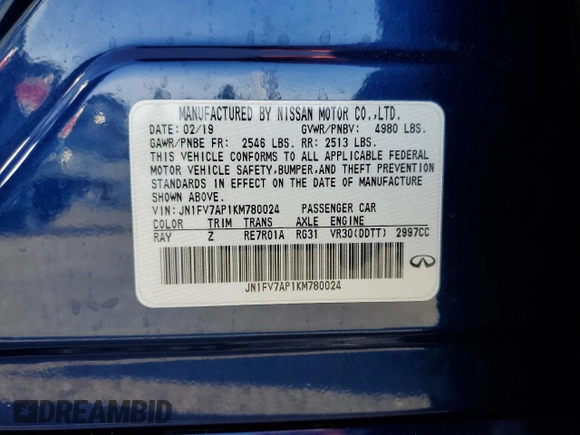 MANUFACTURED BY NISSAN MOTOR CO.,LTD.
DATE: 02/19 GVWR/PNBV: 4980 LBS.
GAWR/PNBE FR: 2546 LBS. RR: 2513 LBS.
THIS VEHICLE CONFORMS TO ALL APPLICABLE FEDERAL
MOTOR VEHICLE SAFETY,BUMPER,AND THEFT PREVENTION
STANDARDS IN EFFECT ON THE DATE OF MANUFACTURE
SHOWN ABOVE.
VIN: JN1FV7AP1KM780024 PASSENGER CAR
COLOR TRIM TRANS AXLE ENGINE
RAY Z RE7R01A RG31 VR30(DDTT) 2997CC
JN1FV7AP1KM780024
DREAMBID